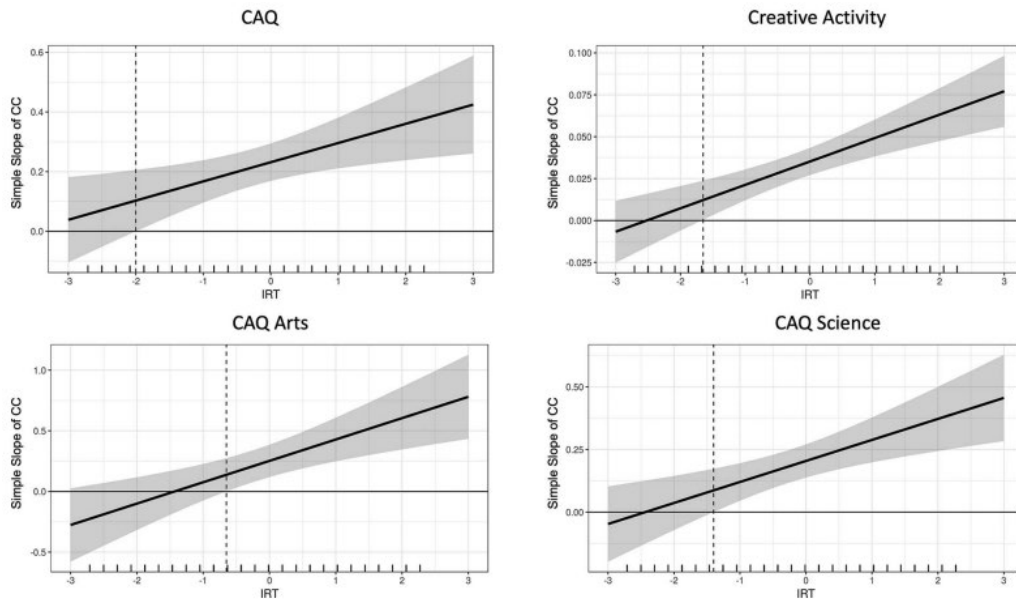 CAQ
Simple Slope of CC
0.6
0.4
0.2
0.0
-3 -2 -1 0 1 2 3
IRT
Creative Activity
Simple Slope of CC
0.100
0.075
0.050
0.025
0.000
-0.025
-3 -2 -1 0 1 2 3
IRT
CAQ Arts
Simple Slope of CC
1.0
0.5
0.0
-0.5
-3 -2 -1 0 1 2 3
IRT
CAQ Science
Simple Slope of CC
0.50
0.25
0.00
-3 -2 -1 0 1 2 3
IRT